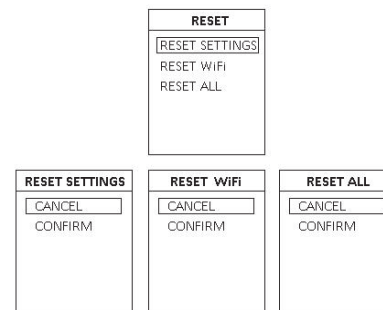 RESET
RESET SETTINGS
RESET WiFi
RESET ALL
RESET SETTINGS
CANCEL
CONFIRM
RESET WiFi
CANCEL
CONFIRM
RESET ALL
CANCEL
CONFIRM